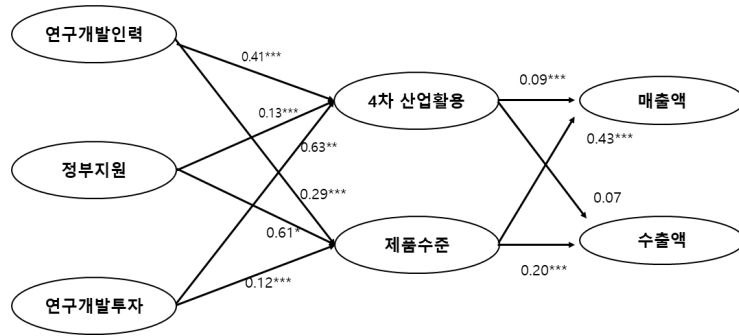 연구개발인력
0.41***
4차 산업활용
0.09***
매출액
0.13***
0.43***
0.63**
정부지원
0.29***
0.07
0.61*
제품수준
수출액
0.12***
0.20***
연구개발투자